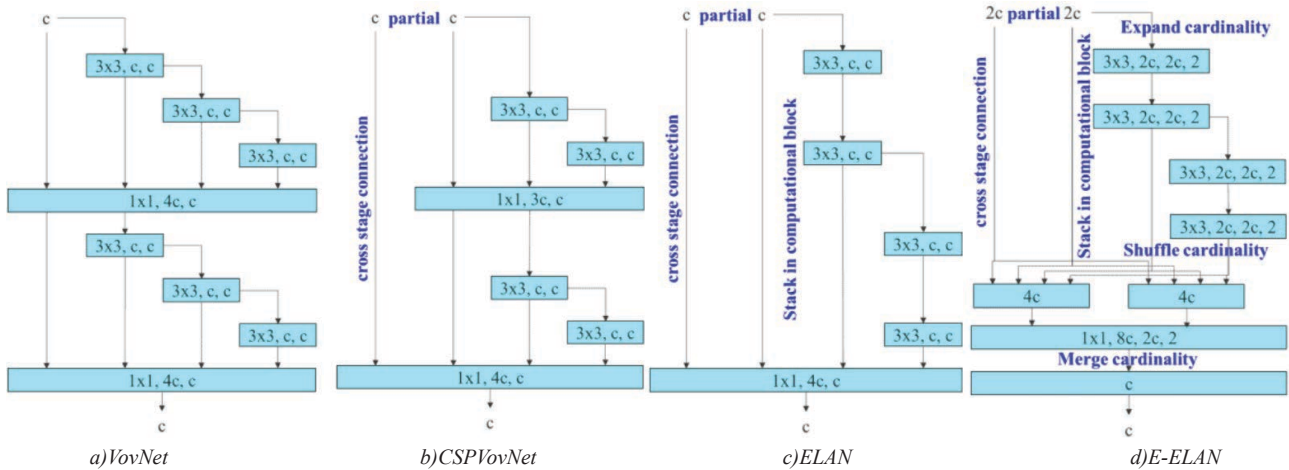 c
3x3, c, c
3x3, c, c
3x3, c, c
1x1, 4c, c
3x3, c, c
3x3, c, c
3x3, c, c
1x1, 4c, c
c
a)VovNet
c partial c
cross stage connection
3x3, c, c
3x3, c, c
1x1, 3c, c
3x3, c, c
3x3, c, c
1x1, 4c, c
c
b)CSPVovNet
c partial c
cross stage connection
Stack in computational block
3x3, c, c
3x3, c, c
3x3, c, c
3x3, c, c
1x1, 4c, c
c
c)ELAN
2c partial 2c
Expand cardinality
cross stage connection
Stack in computational block
3x3, 2c, 2c, 2
3x3, 2c, 2c, 2
3x3, 2c, 2c, 2
3x3, 2c, 2c, 2
Shuffle cardinality
4c 4c
1x1, 8c, 2c, 2
Merge cardinality
c
c
d)E-ELAN